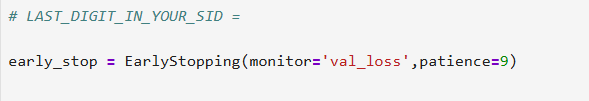 # LAST_DIGIT_IN_YOUR_SID =
early_stop = EarlyStopping(monitor='val_loss',patience=9)